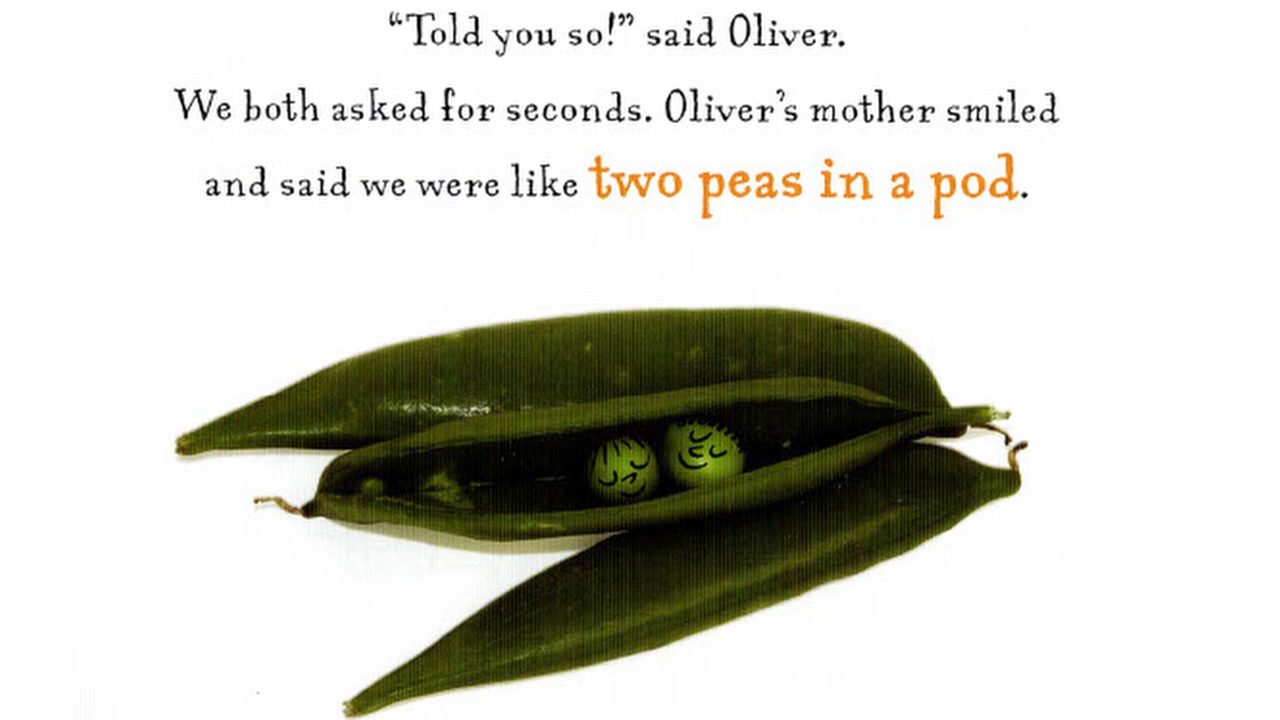 “Told you so!” said Oliver.
We both asked for seconds. Oliver’s mother smiled
and said we were like two peas in a pod.